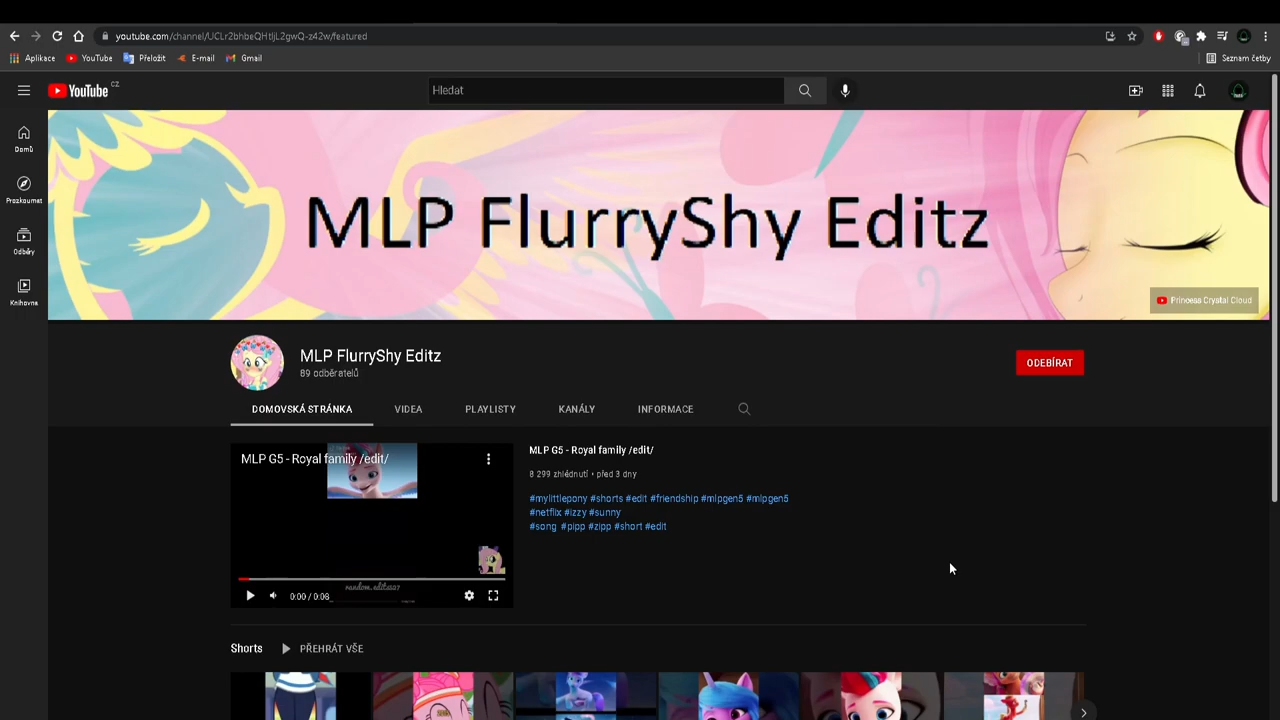 youtube.com/channel/UCLr2bhbeQHtIjL2gwQ-z42w/featured
Aplikace YouTube Přeložit E-mail Gmail Seznam četby
YouTube CZ
Hledat
Domů
Prozkoumat
Odběry
Knihovna
MLP FlurryShy Editz
Princess Crystal Cloud
MLP FlurryShy Editz
89 odběratelů
ODEBÍRAT
DOMOVSKÁ STRÁNKA VIDEA PLAYLISTY KANÁLY INFORMACE
MLP G5 - Royal family /edit/
0:00 / 0:08
MLP G5 - Royal family /edit/
8 299 zhlédnutí • před 3 dny
#mylittlepony #shorts #edit #friendship #mlpgen5 #mlpgen5
#netflix #izzy #sunny
#song #pipp #zipp #short #edit
Shorts PŘEHRÁT VŠE